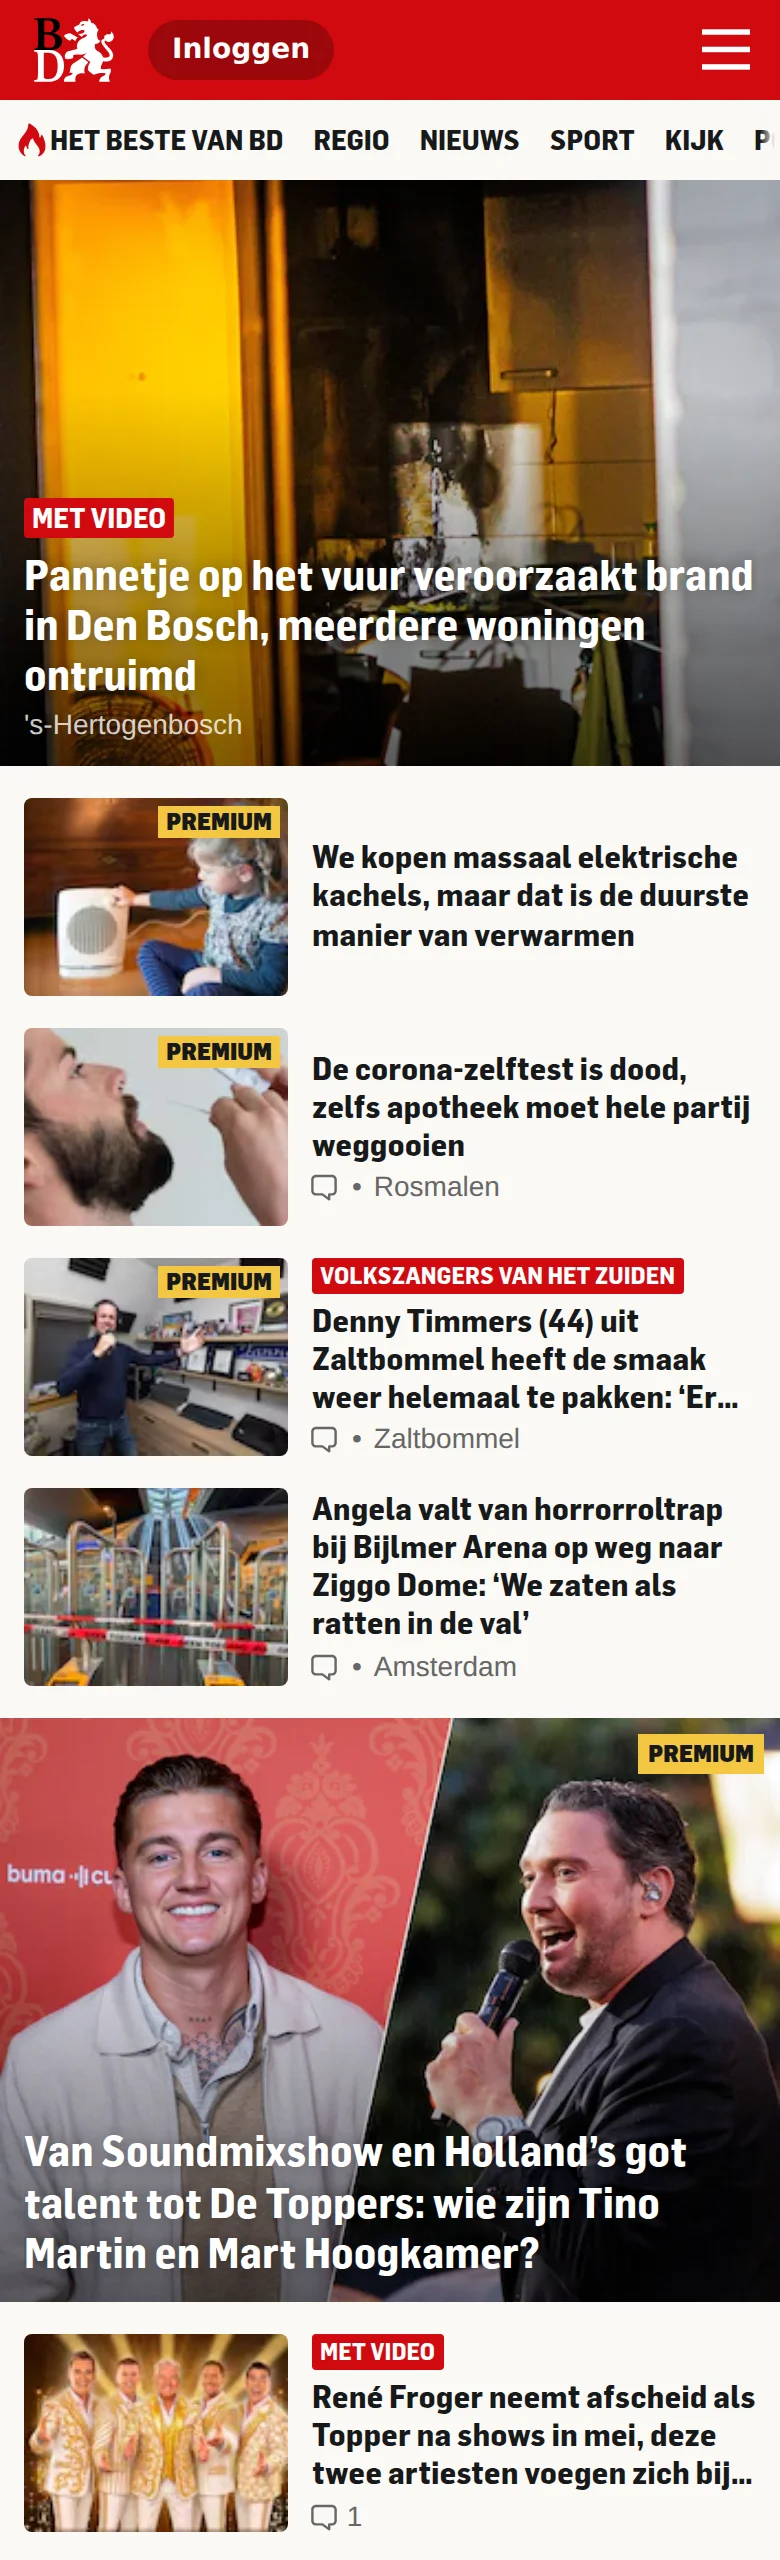 BD
Inloggen
HET BESTE VAN BD REGIO NIEUWS SPORT KIJK
MET VIDEO
Pannetje op het vuur veroorzaakt brand
in Den Bosch, meerdere woningen
ontruimd
's-Hertogenbosch
PREMIUM
We kopen massaal elektrische
kachels, maar dat is de duurste
manier van verwarmen
PREMIUM
De corona-zelftest is dood,
zelfs apotheek moet hele partij
weggooien
• Rosmalen
PREMIUM
VOLKSZANGERS VAN HET ZUIDEN
Denny Timmers (44) uit
Zaltbommel heeft de smaak
weer helemaal te pakken: ‘Er...
• Zaltbommel
Angela valt van horrorroltrap
bij Bijlmer Arena op weg naar
Ziggo Dome: ‘We zaten als
ratten in de val’
• Amsterdam
PREMIUM
buma cu
Van Soundmixshow en Holland’s got
talent tot De Toppers: wie zijn Tino
Martin en Mart Hoogkamer?
MET VIDEO
René Froger neemt afscheid als
Topper na shows in mei, deze
twee artiesten voegen zich bij...
1